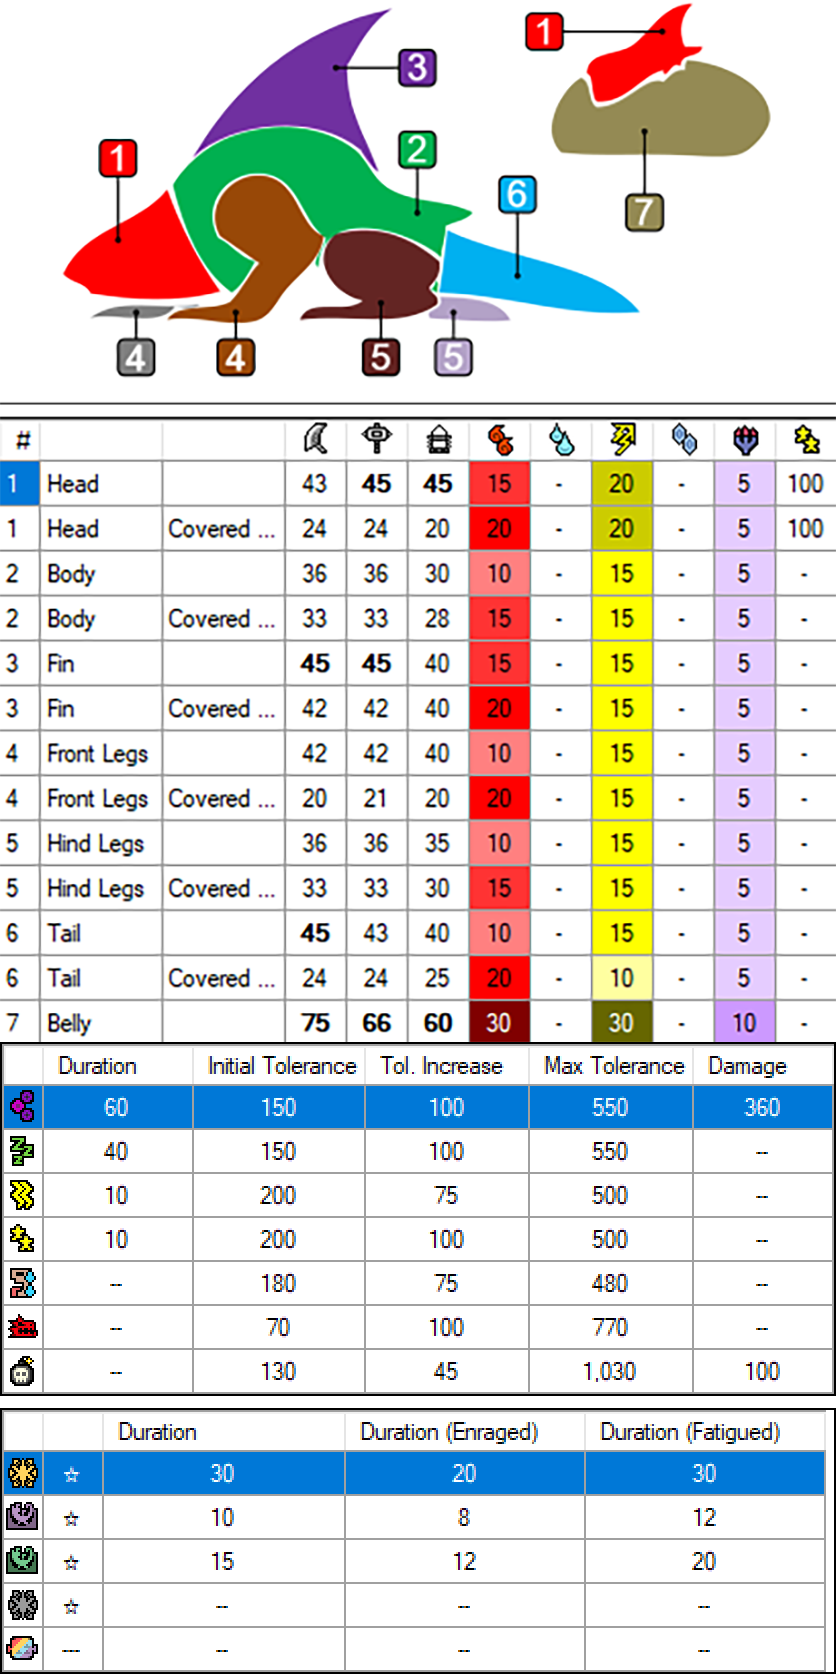 1
3
1
2
6
7
4
4
5
5
#
1 Head 43 45 45 15 - 20 - 5 100
1 Head Covered ... 24 24 20 20 - 20 - 5 100
2 Body 36 36 30 10 - 15 - 5 -
2 Body Covered ... 33 33 28 15 - 15 - 5 -
3 Fin 45 45 40 15 - 15 - 5 -
3 Fin Covered ... 42 42 40 20 - 15 - 5 -
4 Front Legs 42 42 40 10 - 15 - 5 -
4 Front Legs Covered ... 20 21 20 20 - 15 - 5 -
5 Hind Legs 36 36 35 10 - 15 - 5 -
5 Hind Legs Covered ... 33 33 30 15 - 15 - 5 -
6 Tail 45 43 40 10 - 15 - 5 -
6 Tail Covered ... 24 24 25 20 - 10 - 5 -
7 Belly 75 66 60 30 - 30 - 10 -
Duration Initial Tolerance Tol. Increase Max Tolerance Damage
60 150 100 550 360
40 150 100 550 --
10 200 75 500 --
10 200 100 500 --
-- 180 75 480 --
-- 70 100 770 --
-- 130 45 1,030 100
Duration Duration (Enraged) Duration (Fatigued)
☆ 30 20 30
☆ 10 8 12
☆ 15 12 20
☆ -- -- --
--- -- -- --